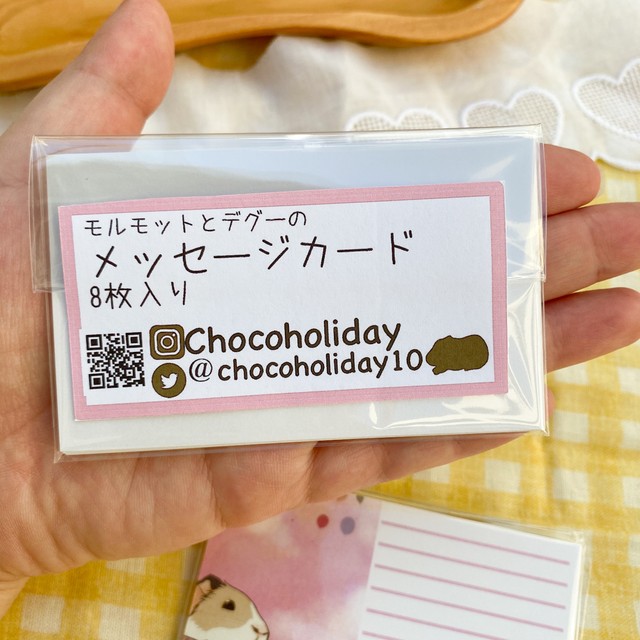 モルモットとデグーの
メッセージカード
8枚入り
Chocoholiday
@chocoholiday10